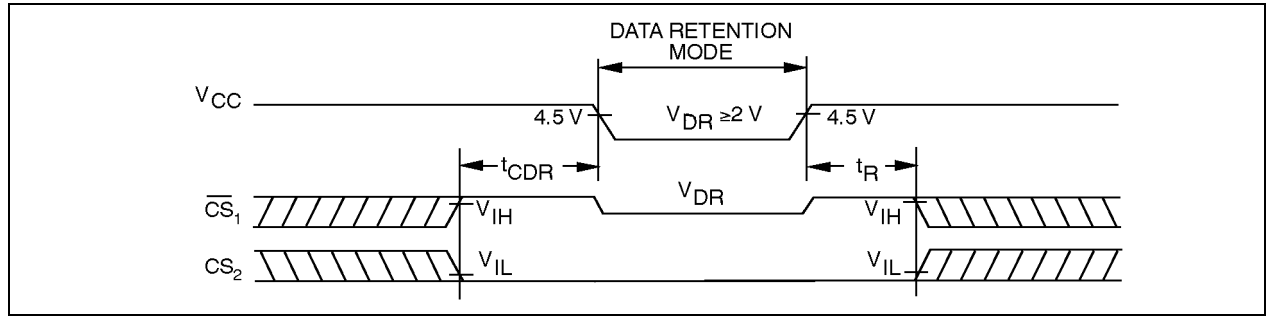 DATA RETENTION
MODE
VCC
4.5 V
VDR ≥2 V
4.5 V
tCDR
tR
CS1
VIH
VDR
VIH
CS2
VIL
VIL